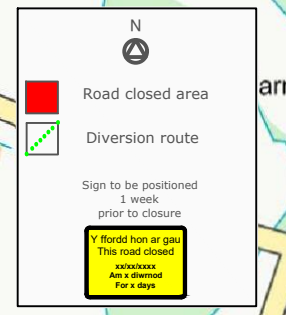 N
Road closed area
Diversion route
Sign to be positioned
1 week
prior to closure
Y ffordd hon ar gau
This road closed
xx/xx/xxxx
Am x diwrnod
For x days